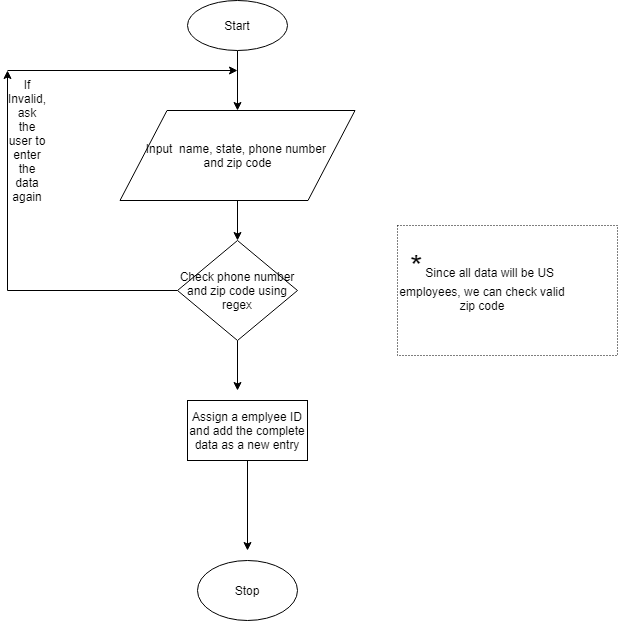 Start
If
Invalid,
ask
the
user to
enter
the
data
again
Input name, state, phone number
and zip code
Check phone number
and zip code using
regex
* Since all data will be US
employees, we can check valid
zip code
Assign a emplyee ID
and add the complete
data as a new entry
Stop